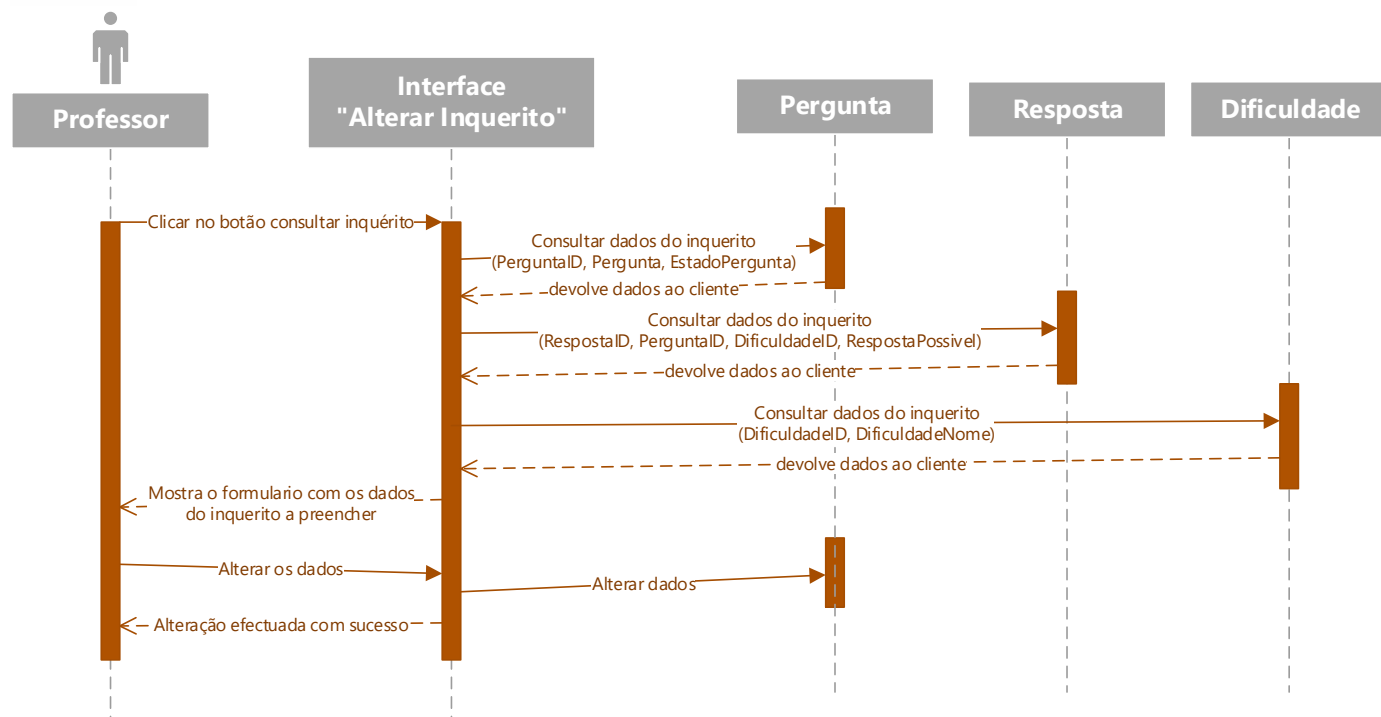 Professor
Interface
"Alterar Inquerito"
Pergunta
Resposta
Dificuldade
Clicar no botão consultar inquérito
Consultar dados do inquerito
(PerguntaID, Pergunta, EstadoPergunta)
devolve dados ao cliente
Consultar dados do inquerito
(RespostaID, PerguntaID, DificuldadeID, RespostaPossivel)
devolve dados ao cliente
Consultar dados do inquerito
(DificuldadeID, DificuldadeNome)
devolve dados ao cliente
Mostra o formulario com os dados
do inquerito a preencher
Alterar os dados
Alterar dados
Alteração efectuada com sucesso